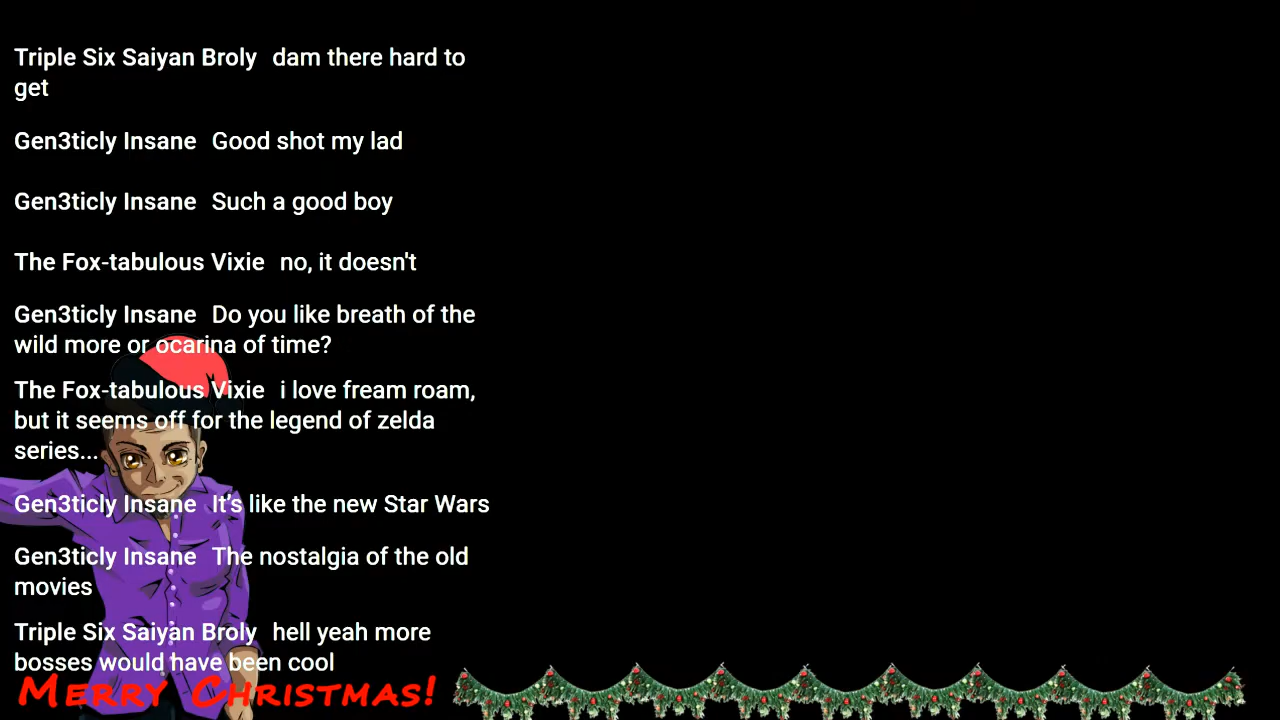 Triple Six Saiyan Broly dam there hard to
get
Gen3ticly Insane Good shot my lad
Gen3ticly Insane Such a good boy
The Fox-tabulous Vixie no, it doesn't
Gen3ticly Insane Do you like breath of the
wild more or ocarina of time?
The Fox-tabulous Vixie i love fream roam,
but it seems off for the legend of zelda
series...
Gen3ticly Insane It's like the new Star Wars
Gen3ticly Insane The nostalgia of the old
movies
Triple Six Saiyan Broly hell yeah more
bosses would have been cool
Merry Christmas!